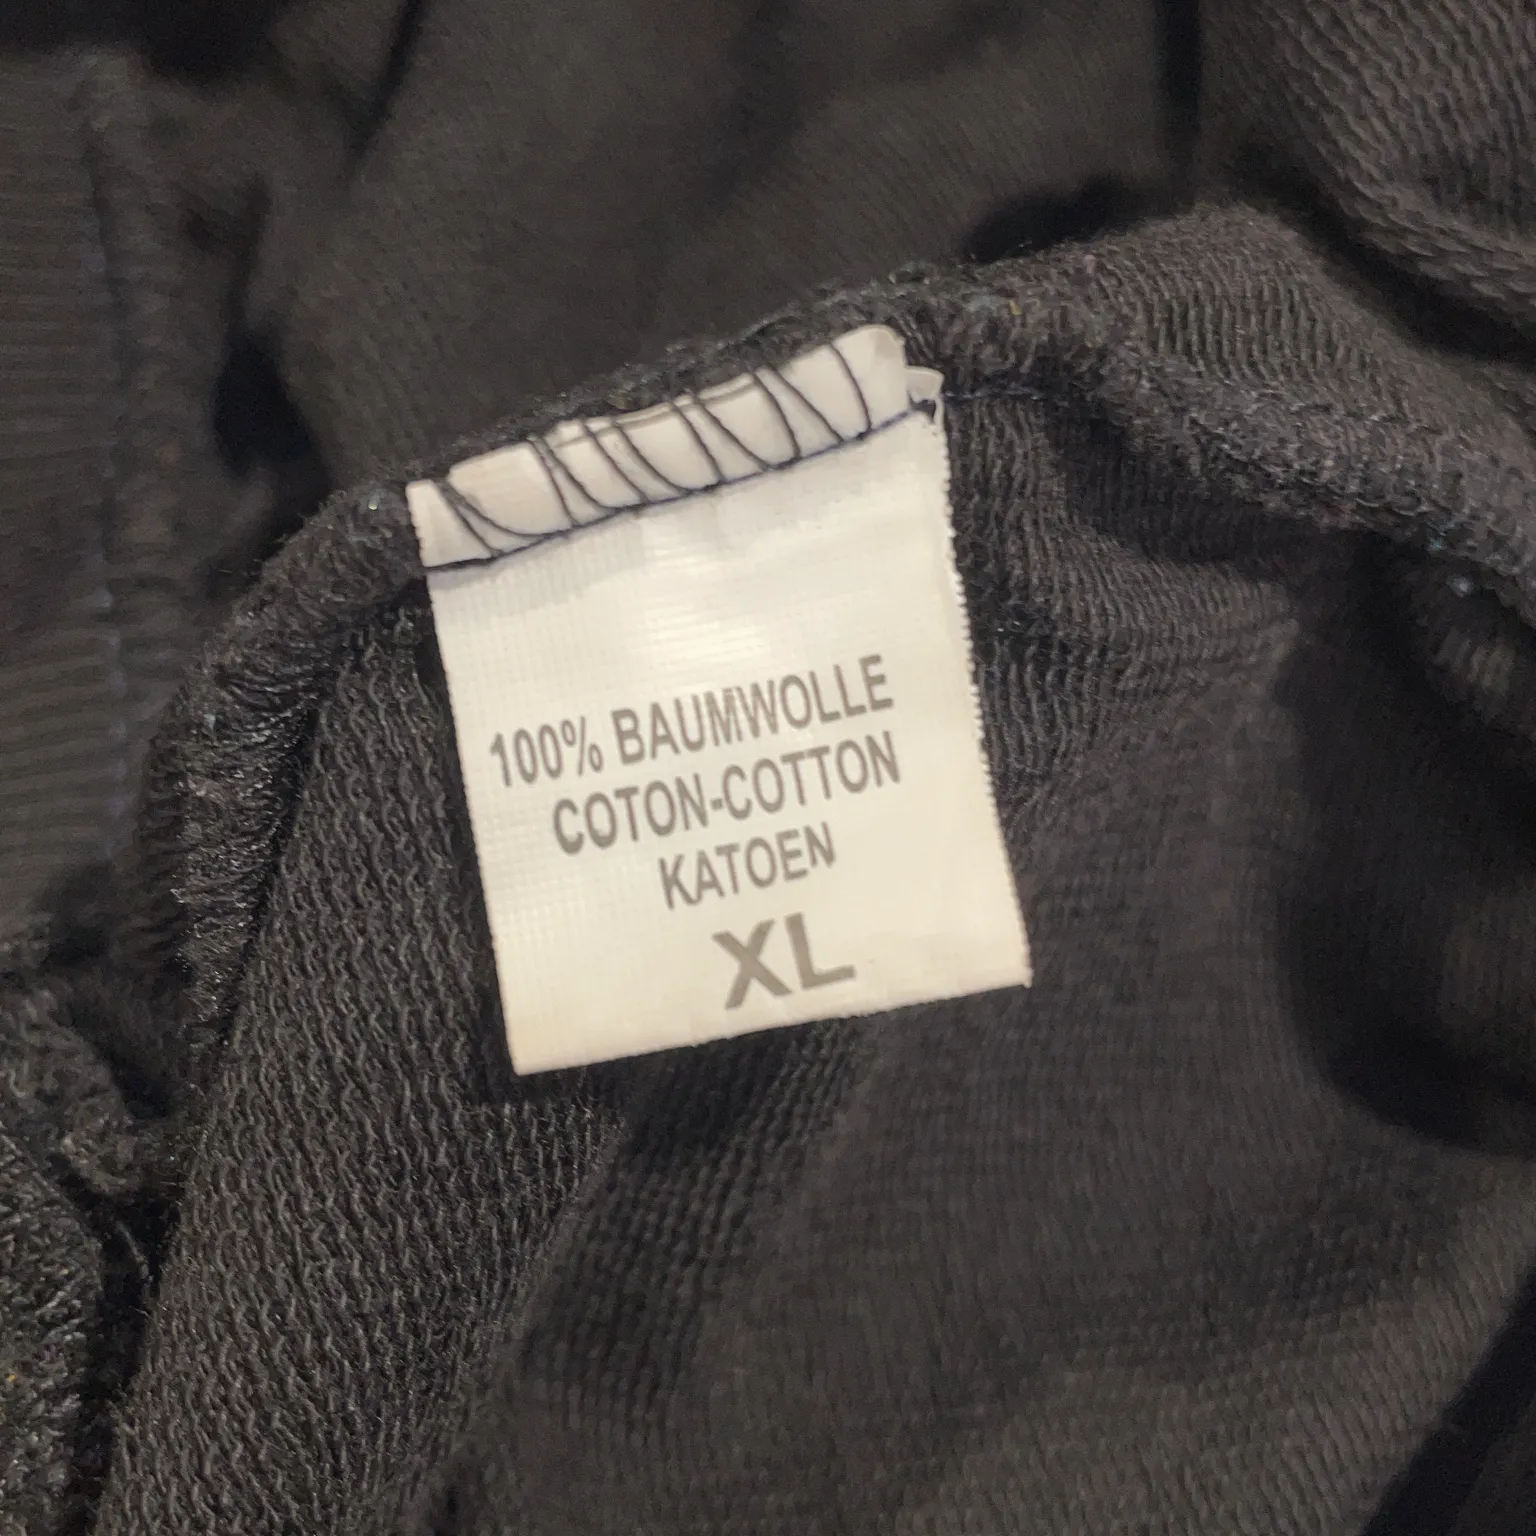 100% BAUMWOLLE
COTON-COTTON
KATOEN
XL